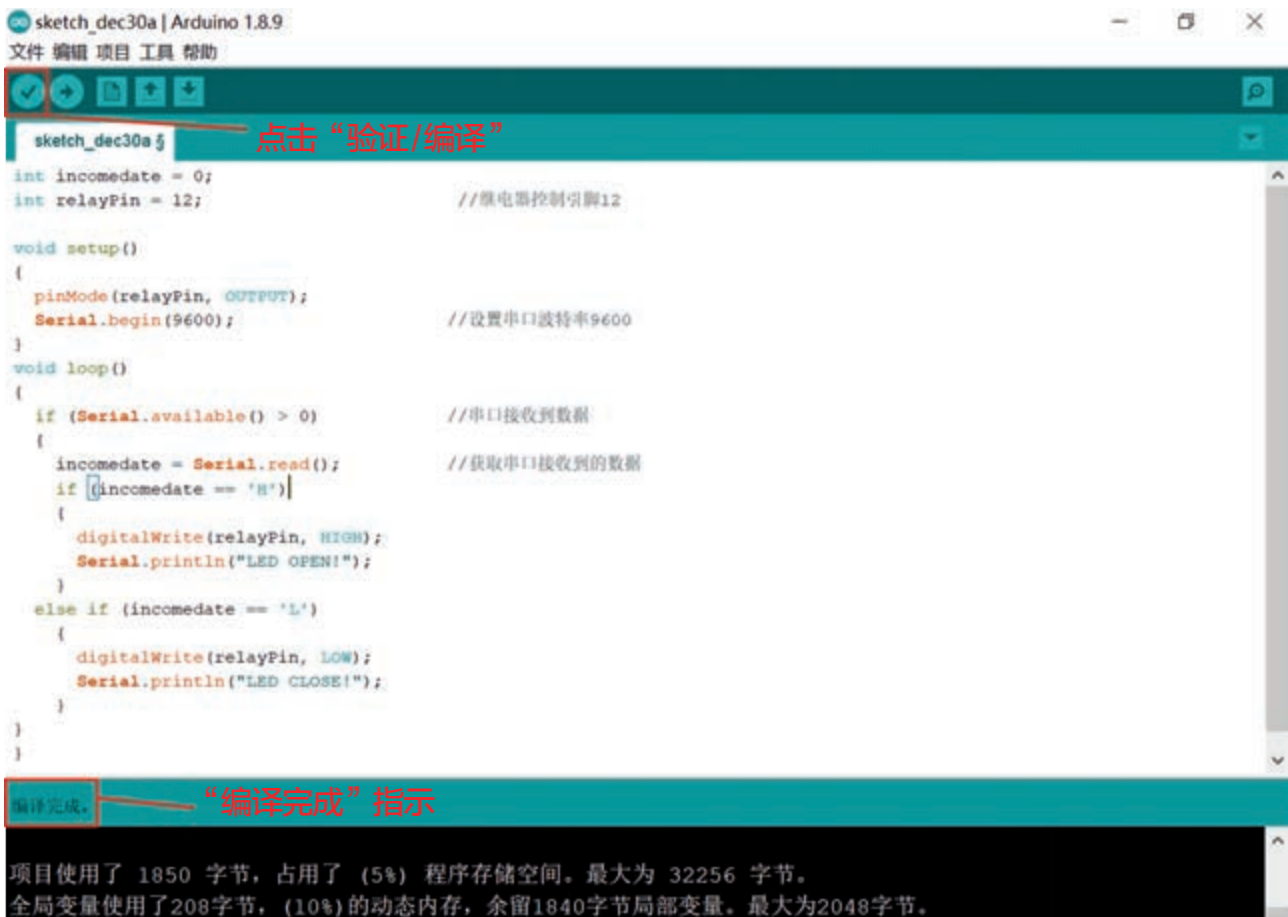 sketch_dec30a | Arduino 1.8.9
文件 编辑 项目 工具 帮助
点击“验证/编译”
sketch_dec30a §
int incomedate = 0;
int relayPin = 12; //继电器控制引脚12
void setup()
{
pinMode(relayPin, OUTPUT);
Serial.begin(9600); //设置串口波特率9600
}
void loop()
{
if (Serial.available() > 0) //串口接收到数据
{
incomedate = Serial.read(); //获取串口接收到的数据
if (incomedate == 'H')
{
digitalWrite(relayPin, HIGH);
Serial.println("LED OPEN!");
}
else if (incomedate == 'L')
{
digitalWrite(relayPin, LOW);
Serial.println("LED CLOSE!");
}
}
}
编译完成。 “编译完成”指示
项目使用了 1850 字节，占用了 (5%) 程序存储空间。最大为 32256 字节。
全局变量使用了208字节，(10%)的动态内存，余留1840字节局部变量。最大为2048字节。